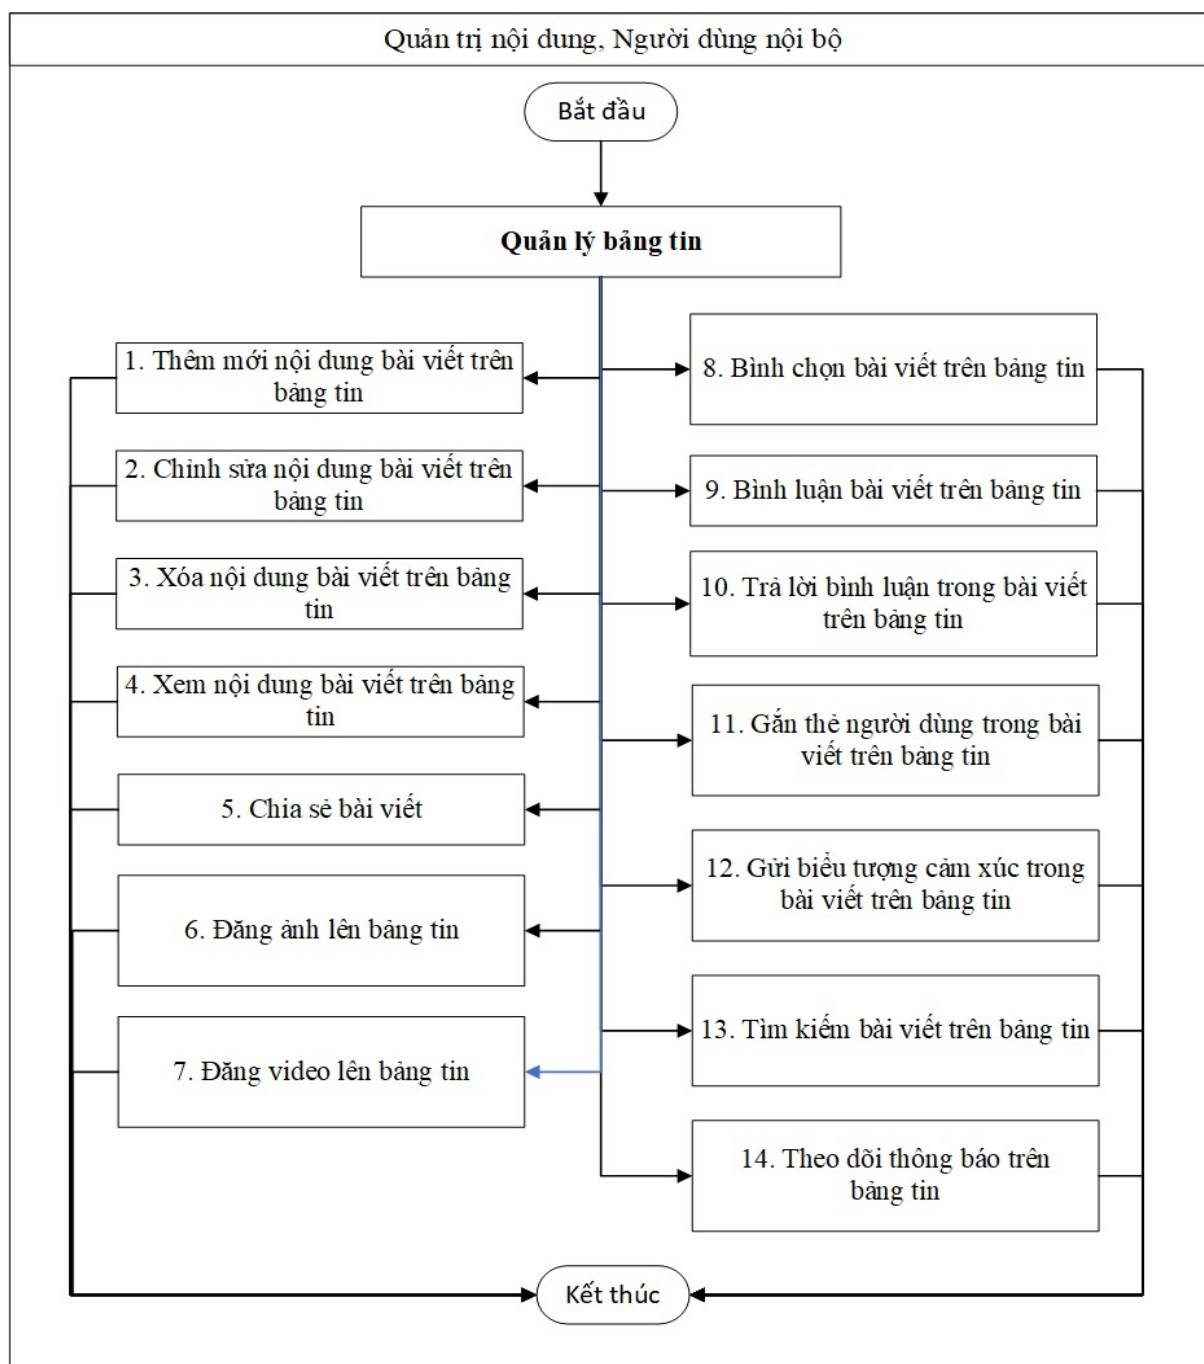 Quản trị nội dung, Người dùng nội bộ
Bắt đầu
Quản lý bảng tin
1. Thêm mới nội dung bài viết trên
bảng tin
2. Chỉnh sửa nội dung bài viết trên
bảng tin
3. Xóa nội dung bài viết trên bảng
tin
4. Xem nội dung bài viết trên bảng
tin
5. Chia sẻ bài viết
6. Đăng ảnh lên bảng tin
7. Đăng video lên bảng tin
8. Bình chọn bài viết trên bảng tin
9. Bình luận bài viết trên bảng tin
10. Trả lời bình luận trong bài viết
trên bảng tin
11. Gắn thẻ người dùng trong bài
viết trên bảng tin
12. Gửi biểu tượng cảm xúc trong
bài viết trên bảng tin
13. Tìm kiếm bài viết trên bảng tin
14. Theo dõi thông báo trên
bảng tin
Kết thúc